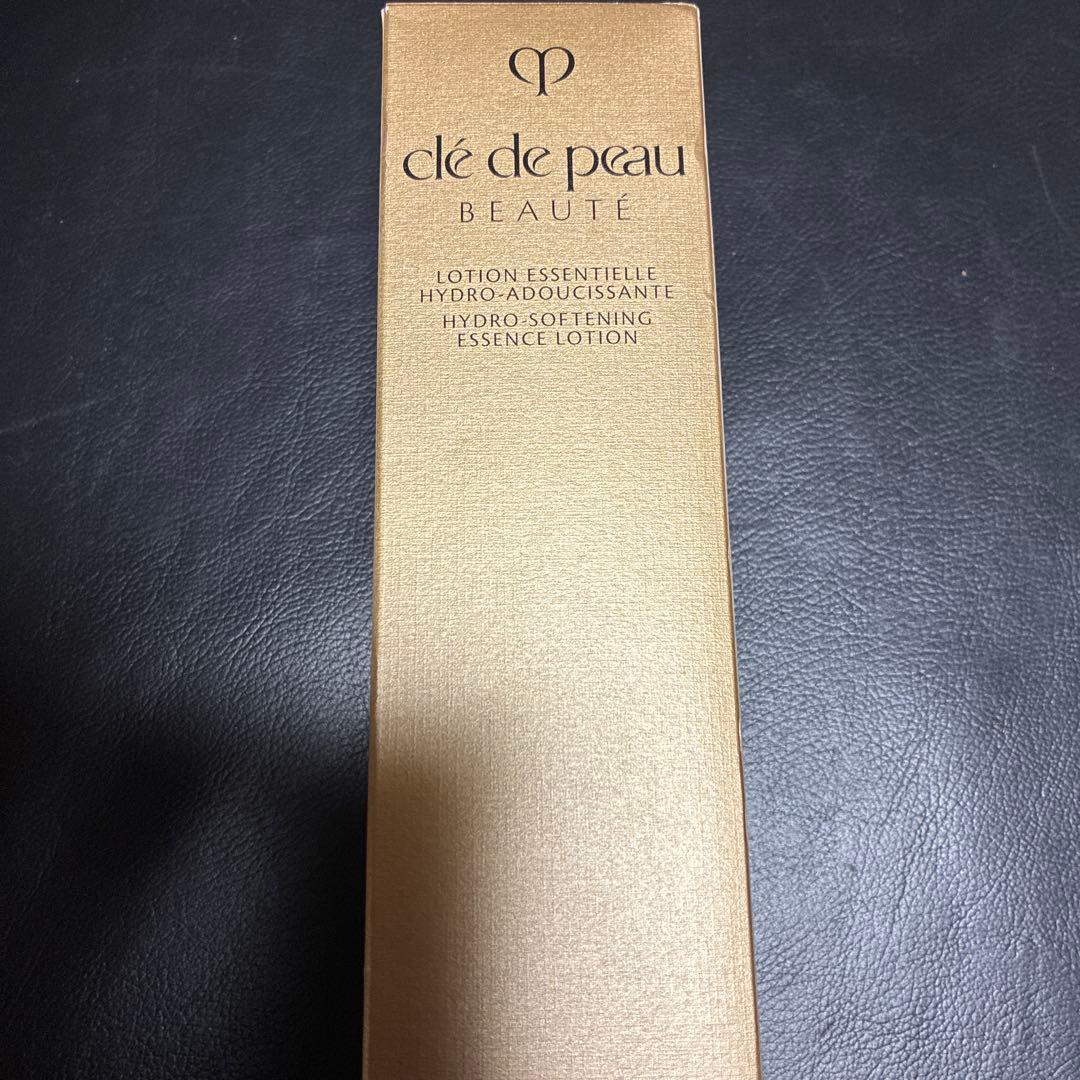 clé de peau
BEAUTÉ
LOTION ESSENTIELLE
HYDRO-ADOUCISSANTE
HYDRO-SOFTENING
ESSENCE LOTION